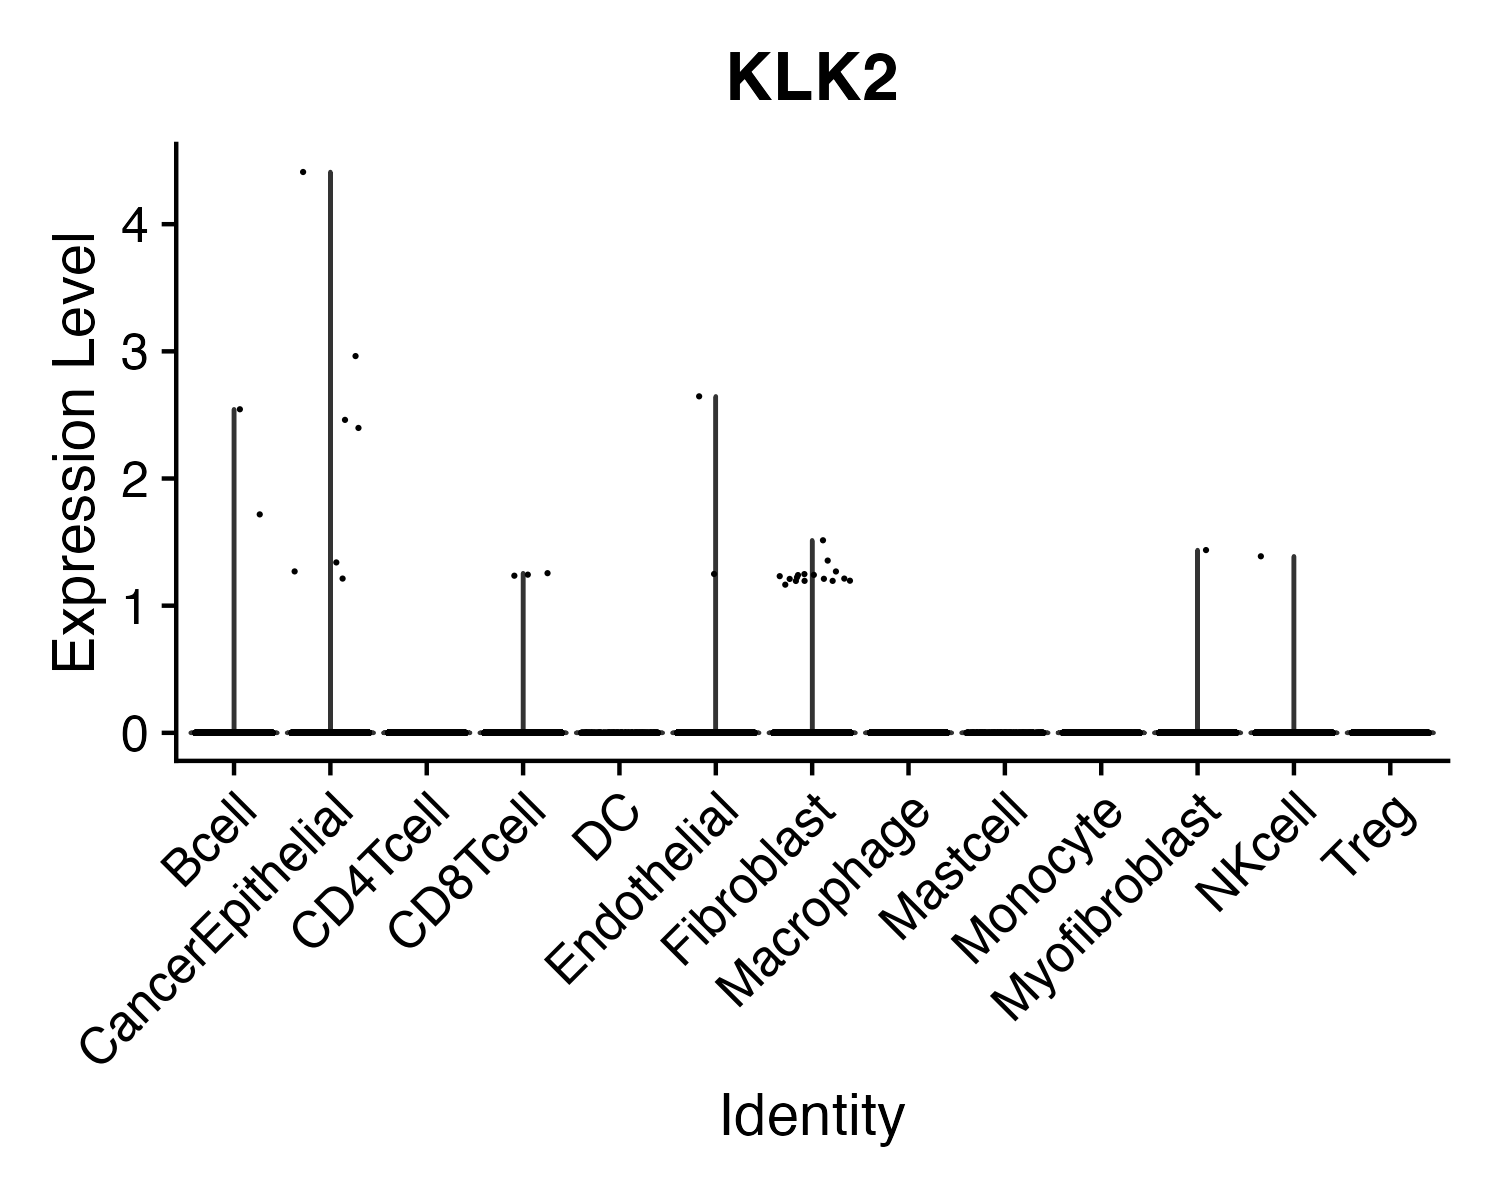 KLK2
Expression Level
4
3
2
1
0
Bcell
CancerEpithelial
CD4Tcell
CD8Tcell
DC
Endothelial
Fibroblast
Macrophage
Mastcell
Monocyte
Myofibroblast
NKcell
Treg
Identity